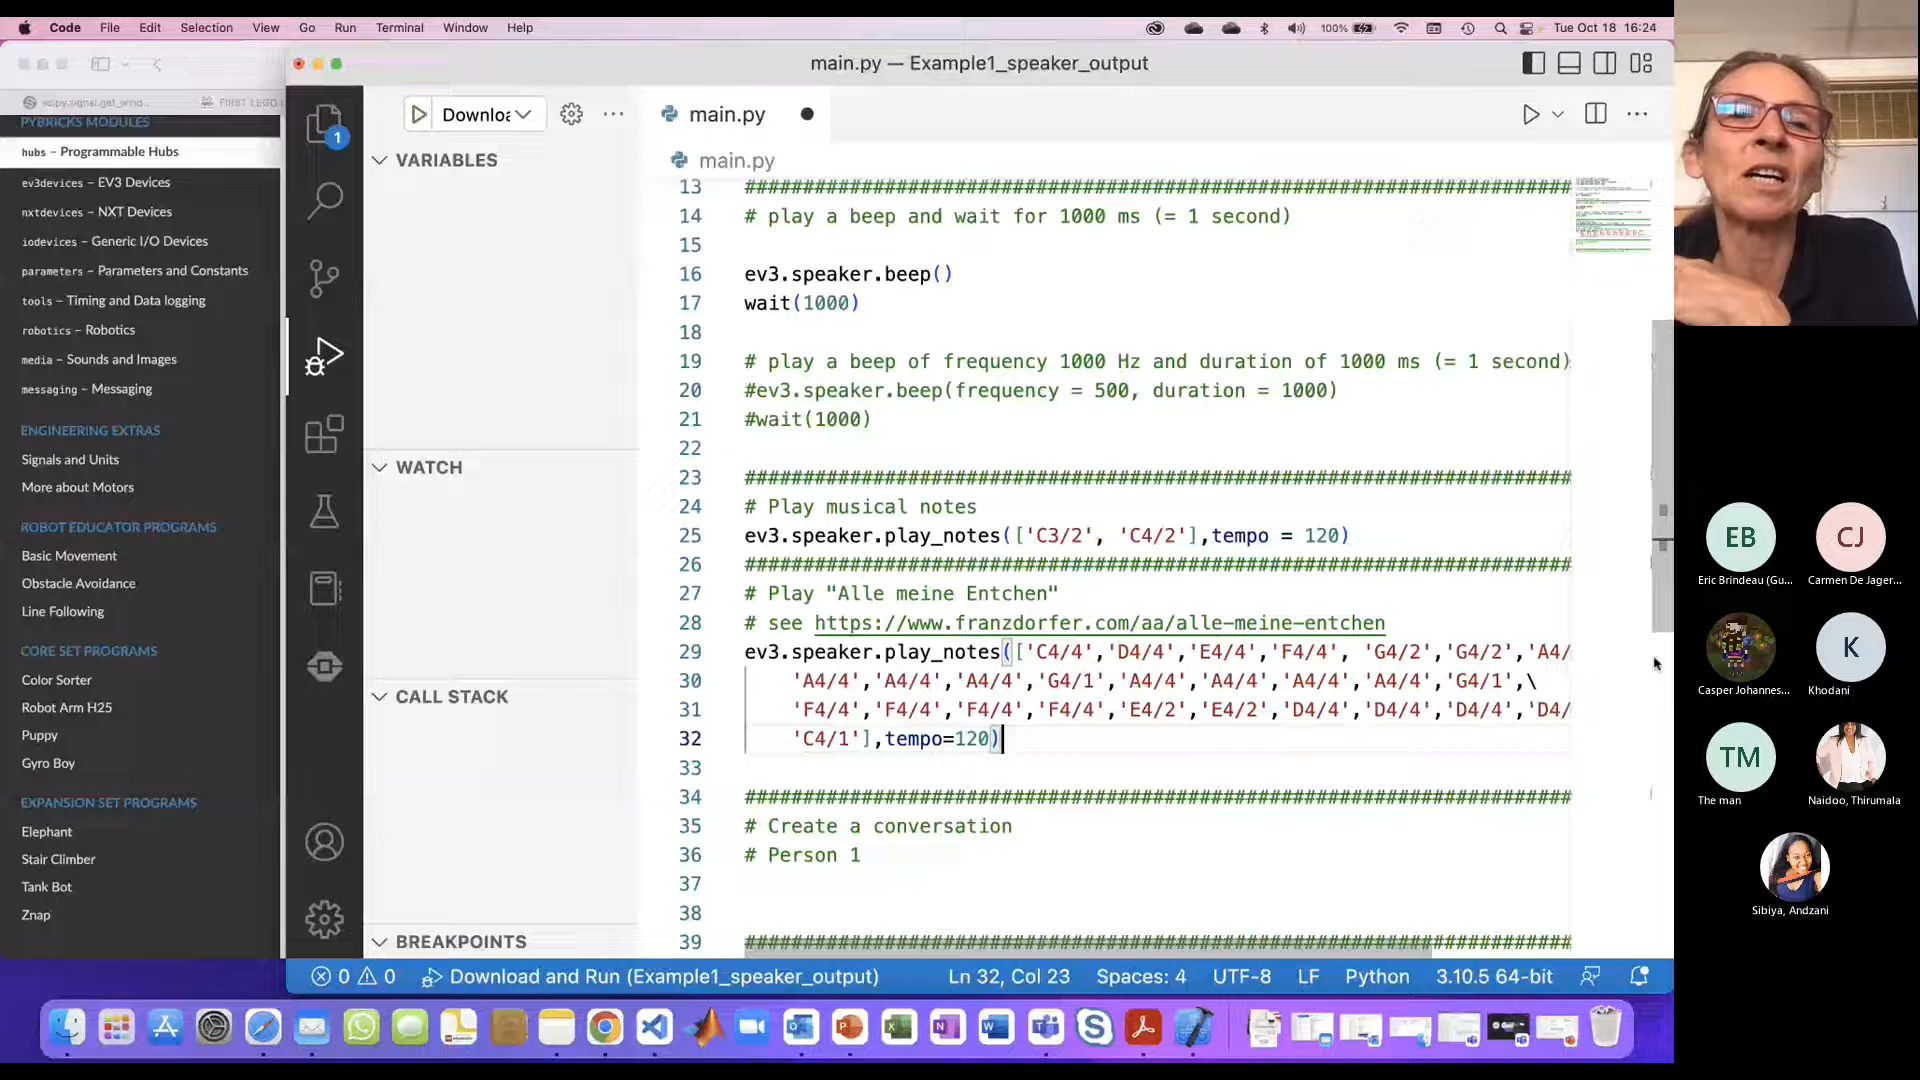 Code File Edit Selection View Go Run Terminal Window Help
100%
Tue Oct 18 16:24
main.py — Example1_speaker_output
scipy.signal.get_wind...
FIRST LEGO
PYBRICKS MODULES
hubs – Programmable Hubs
ev3devices – EV3 Devices
nxtdevices – NXT Devices
iodevices – Generic I/O Devices
parameters – Parameters and Constants
tools – Timing and Data logging
robotics – Robotics
media – Sounds and Images
messaging – Messaging
ENGINEERING EXTRAS
Signals and Units
More about Motors
ROBOT EDUCATOR PROGRAMS
Basic Movement
Obstacle Avoidance
Line Following
CORE SET PROGRAMS
Color Sorter
Robot Arm H25
Puppy
Gyro Boy
EXPANSION SET PROGRAMS
Elephant
Stair Climber
Tank Bot
Znap
1
Downloa
VARIABLES
WATCH
CALL STACK
BREAKPOINTS
main.py
main.py
13 #######################################################################
14 # play a beep and wait for 1000 ms (= 1 second)
15
16 ev3.speaker.beep()
17 wait(1000)
18
19 # play a beep of frequency 1000 Hz and duration of 1000 ms (= 1 second)
20 #ev3.speaker.beep(frequency = 500, duration = 1000)
21 #wait(1000)
22
23 #######################################################################
24 # Play musical notes
25 ev3.speaker.play_notes(['C3/2', 'C4/2'],tempo = 120)
26 #######################################################################
27 # Play "Alle meine Entchen"
28 # see https://www.franzdorfer.com/aa/alle-meine-entchen
29 ev3.speaker.play_notes(['C4/4','D4/4','E4/4','F4/4', 'G4/2','G4/2','A4/
30 'A4/4','A4/4','A4/4','G4/1','A4/4','A4/4','A4/4','A4/4','G4/1',\
31 'F4/4','F4/4','F4/4','F4/4','E4/2','E4/2','D4/4','D4/4','D4/4','D4/
32 'C4/1'],tempo=120)
33
34 #######################################################################
35 # Create a conversation
36 # Person 1
37
38
39 #######################################################################
0 0 Download and Run (Example1_speaker_output) Ln 32, Col 23 Spaces: 4 UTF-8 LF Python 3.10.5 64-bit
EB
Eric Brindeau (Gu...
CJ
Carmen De Jager...
Casper Johannes...
K
Khodani
TM
The man
Naidoo, Thirumala
Sibiya, Andzani